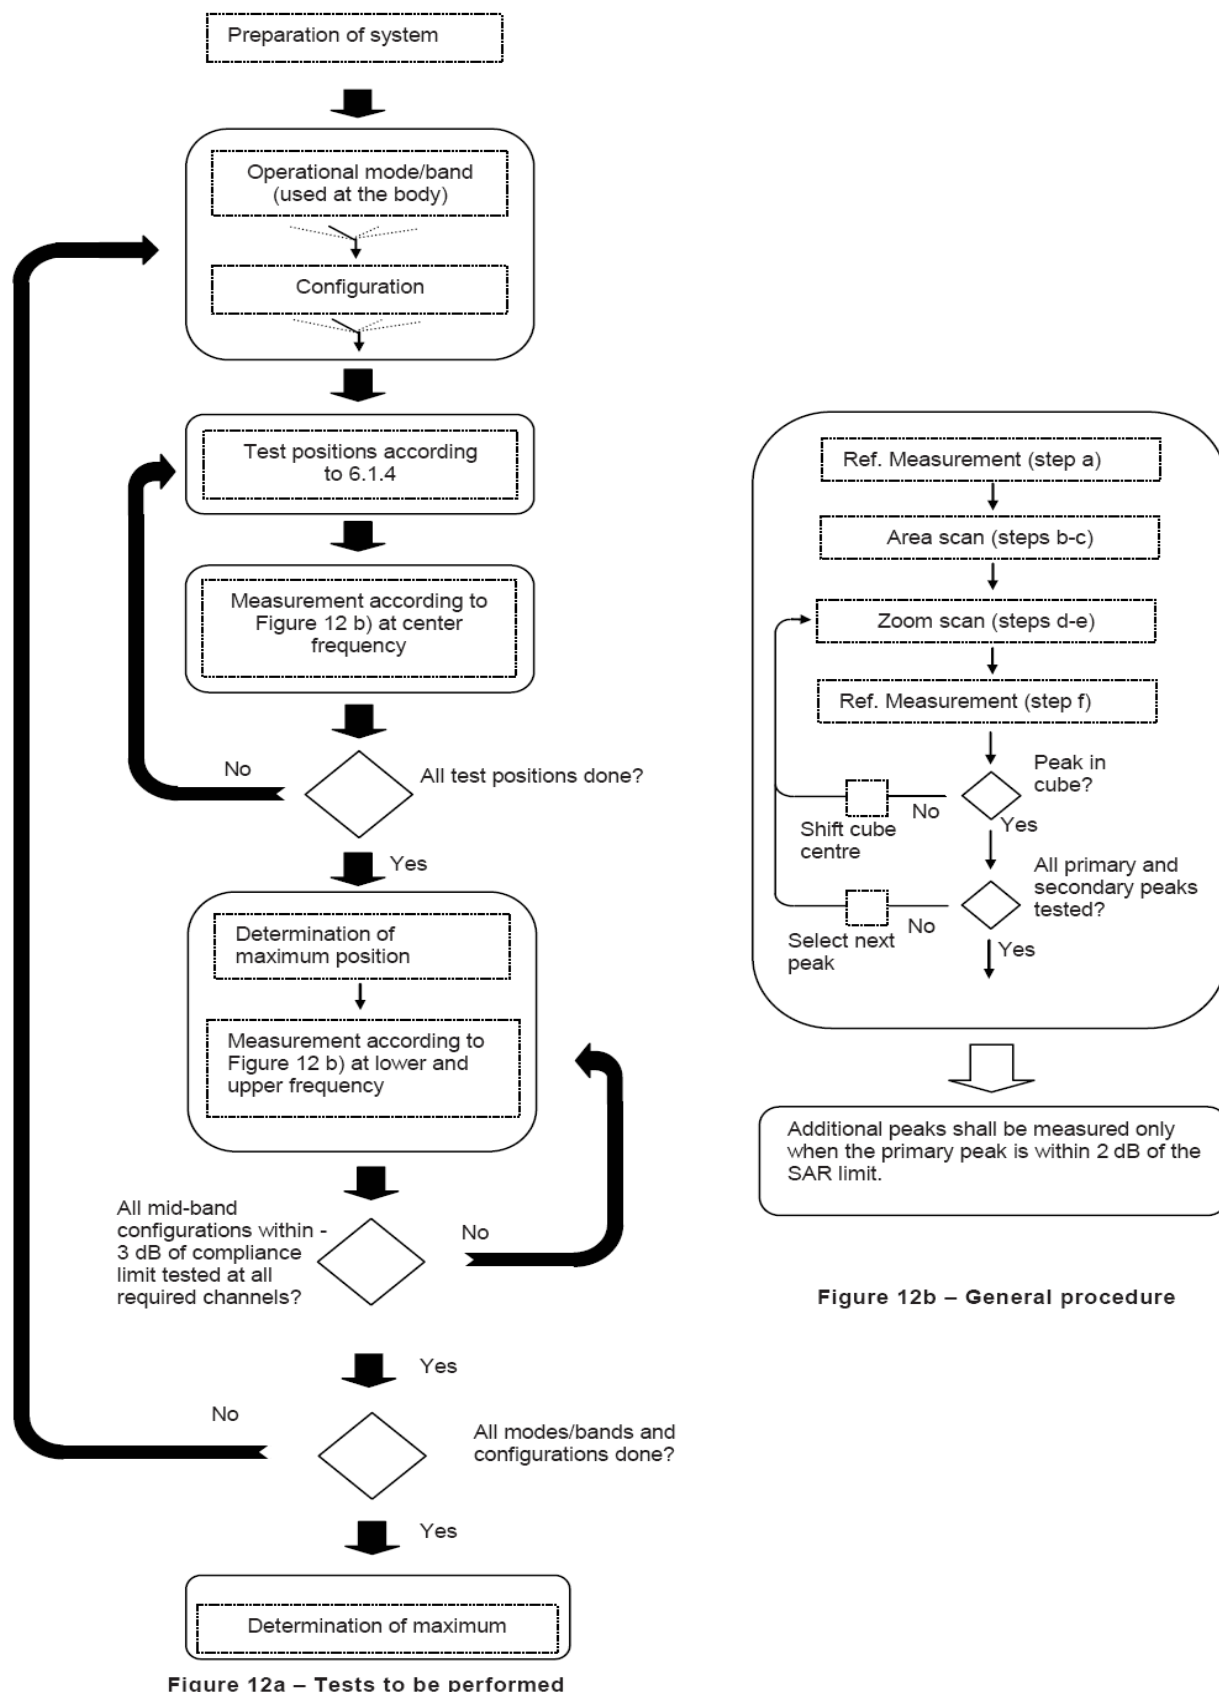 Preparation of system
Operational mode/band
(used at the body)
Configuration
Test positions according
to 6.1.4
Measurement according to
Figure 12 b) at center
frequency
No
All test positions done?
Yes
Determination of
maximum position
Measurement according to
Figure 12 b) at lower and
upper frequency
All mid-band
configurations within -
3 dB of compliance
limit tested at all
required channels?
No
Yes
No
All modes/bands and
configurations done?
Yes
Determination of maximum
Figure 12a – Tests to be performed
Ref. Measurement (step a)
Area scan (steps b-c)
Zoom scan (steps d-e)
Ref. Measurement (step f)
Peak in
cube?
No
Yes
Shift cube
centre
All primary and
secondary peaks
tested?
No
Yes
Select next
peak
Additional peaks shall be measured only
when the primary peak is within 2 dB of the
SAR limit.
Figure 12b – General procedure